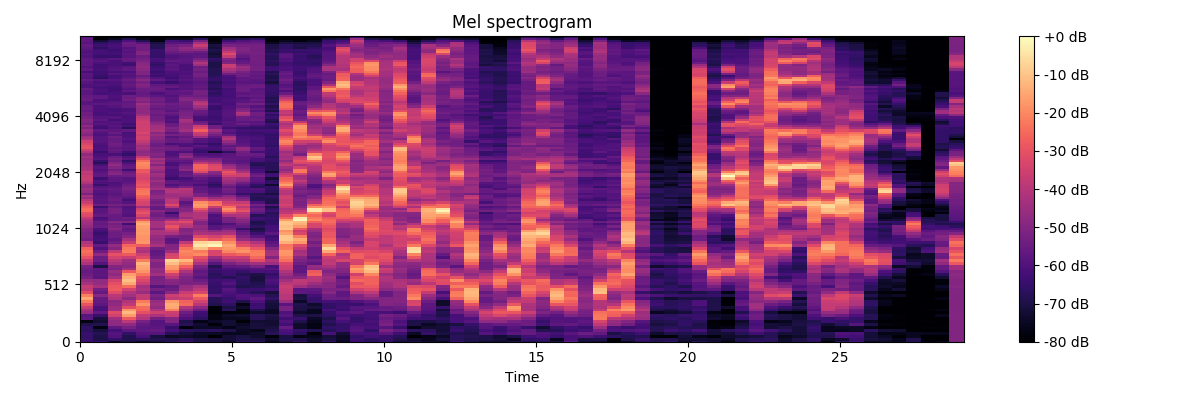 Mel spectrogram
8192
4096
2048
1024
512
0
Hz
0 5 10 15 20 25
Time
+0 dB
-10 dB
-20 dB
-30 dB
-40 dB
-50 dB
-60 dB
-70 dB
-80 dB